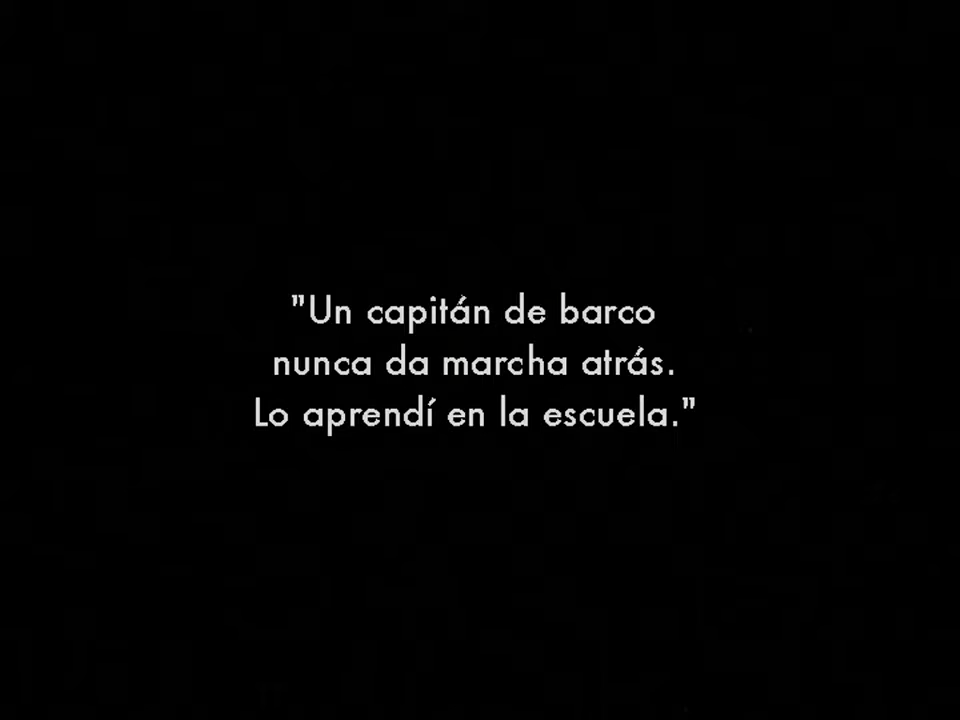 "Un capitán de barco
nunca da marcha atrás.
Lo aprendí en la escuela."